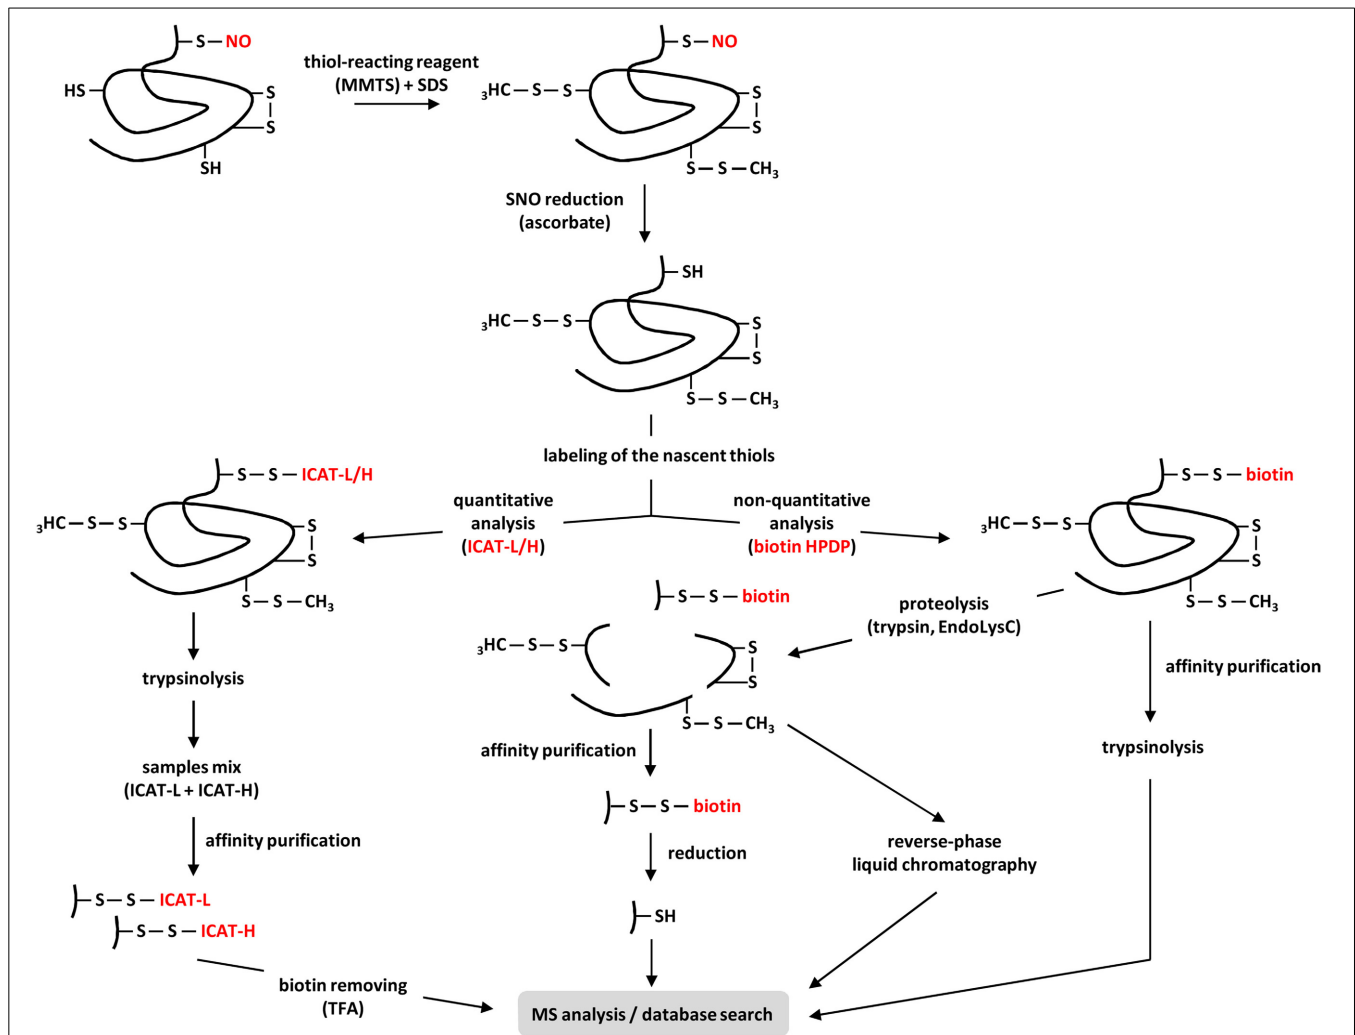 S – NO
thiol-reacting reagent
(MMTS) + SDS
HS
S
S
SH
S – NO
₃HC – S – S
S
S
S – S – CH₃
SNO reduction
(ascorbate)
SH
₃HC – S – S
S
S
S – S – CH₃
labeling of the nascent thiols
quantitative
analysis
(ICAT-L/H)
non-quantitative
analysis
(biotin HPDP)
S – S – ICAT-L/H
₃HC – S – S
S
S
S – S – CH₃
S – S – biotin
₃HC – S – S
S
S
S – S – CH₃
trypsinolysis
samples mix
(ICAT-L + ICAT-H)
affinity purification
S – S – ICAT-L
S – S – ICAT-H
biotin removing
(TFA)
proteolysis
(trypsin, EndoLysC)
S – S – biotin
₃HC – S – S
S
S
S – S – CH₃
affinity purification
S – S – biotin
reduction
SH
reverse-phase
liquid chromatography
affinity purification
trypsinolysis
MS analysis / database search